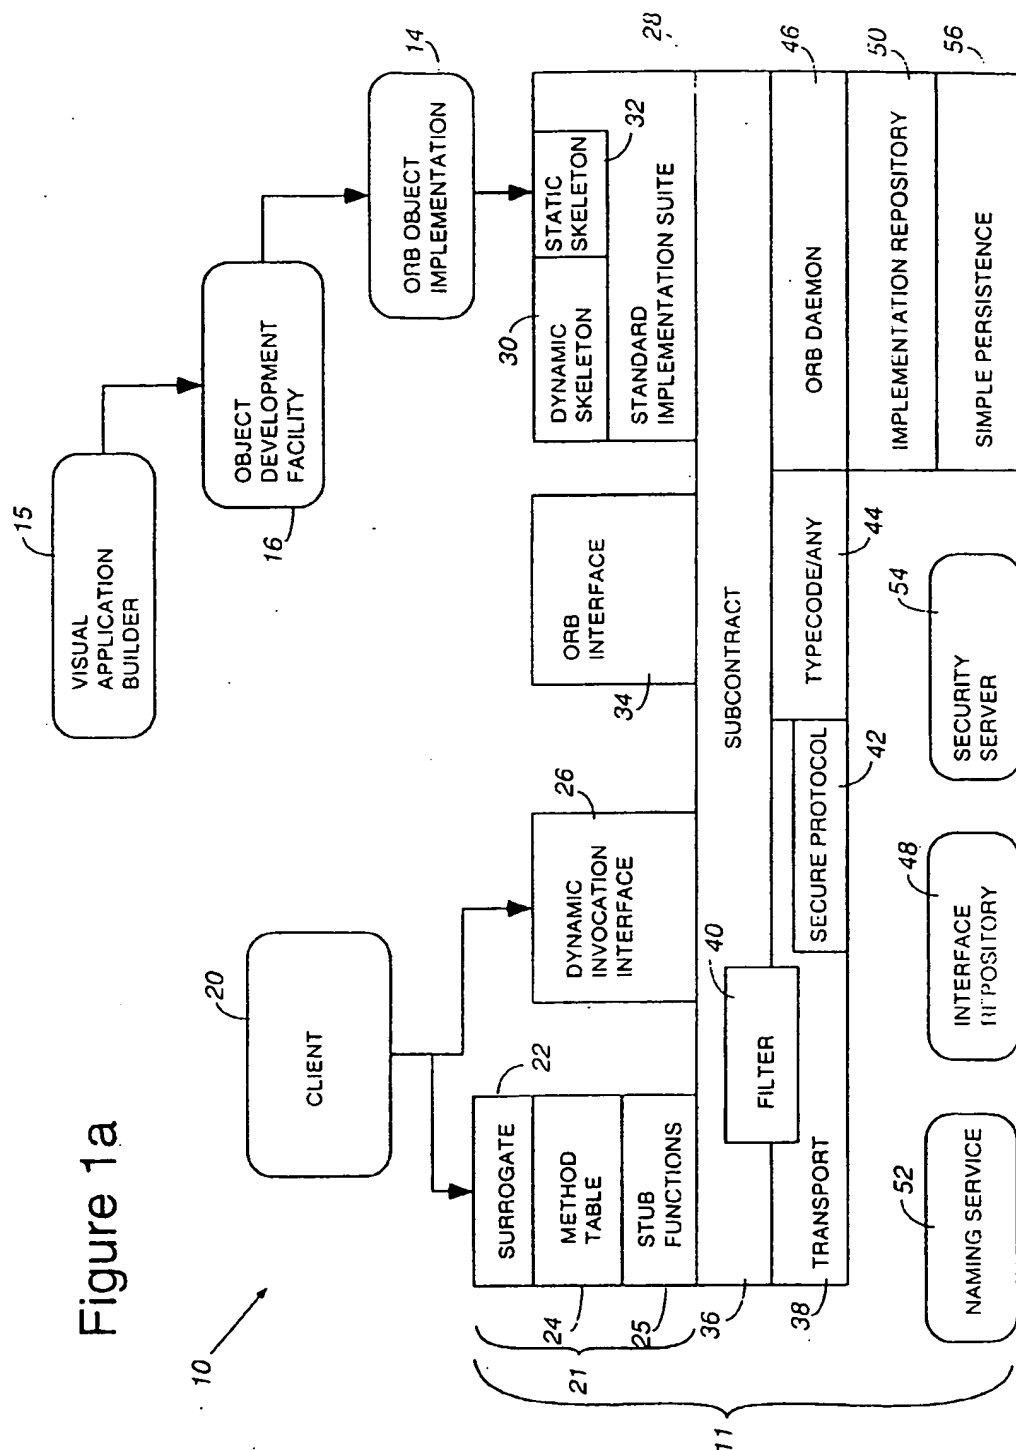 Figure 1a
10
15
VISUAL
APPLICATION
BUILDER
20
CLIENT
16
OBJECT
DEVELOPMENT
FACILITY
14
ORB OBJECT
IMPLEMENTATION
22
SURROGATE
24
METHOD
TABLE
25
STUB
FUNCTIONS
21
26
DYNAMIC
INVOCATION
INTERFACE
34
ORB
INTERFACE
30
DYNAMIC
SKELETON
STATIC
SKELETON
32
STANDARD
IMPLEMENTATION SUITE
28
36
SUBCONTRACT
40
FILTER
38
TRANSPORT
SECURE PROTOCOL
42
TYPECODE/ANY
44
ORB DAEMON
46
IMPLEMENTATION REPOSITORY
50
SIMPLE PERSISTENCE
56
11
52
NAMING SERVICE
48
INTERFACE
REPOSITORY
54
SECURITY
SERVER